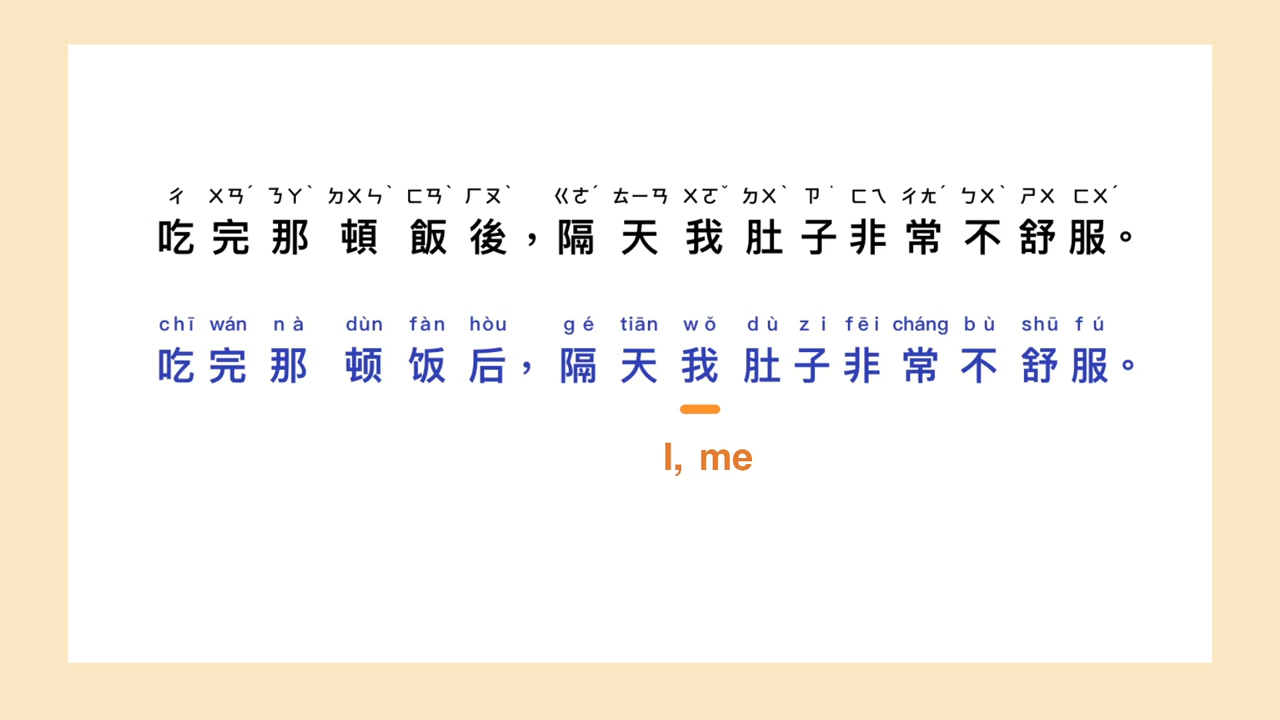 ㄔ ㄨㄢˊ ㄋㄚˋ ㄉㄨㄣˋ ㄈㄢˋ ㄏㄡˋ ㄍㄜˊ ㄊㄧㄢ ㄨㄛˇ ㄉㄨˋ ㄗ˙ ㄈㄟ ㄔㄤˊ ㄅㄨˋ ㄕㄨ ㄈㄨˊ
吃完那頓飯後，隔天我肚子非常不舒服。
chī wán nà dùn fàn hòu gé tiān wǒ dù zi fēi cháng bù shū fú
吃完那顿饭后，隔天我肚子非常不舒服。
I, me